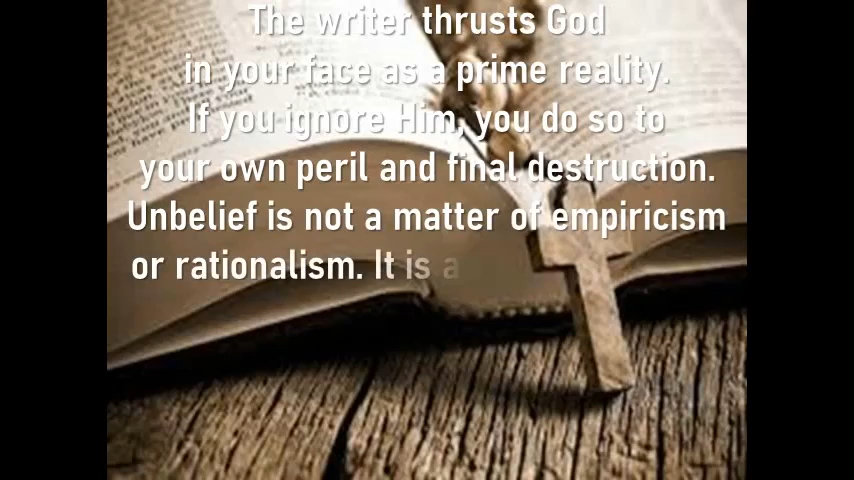 The writer thrusts God
in your face as a prime reality.
If you ignore Him, you do so to
your own peril and final destruction.
Unbelief is not a matter of empiricism
or rationalism. It is a